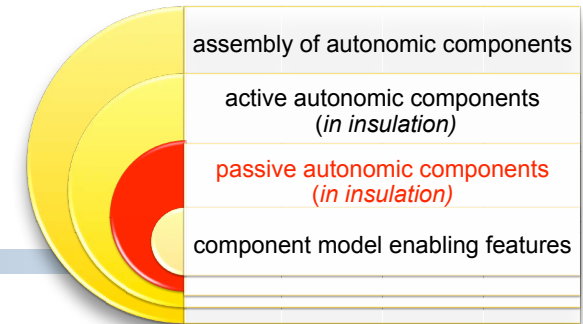 assembly of autonomic components
active autonomic components
(in insulation)
passive autonomic components
(in insulation)
component model enabling features